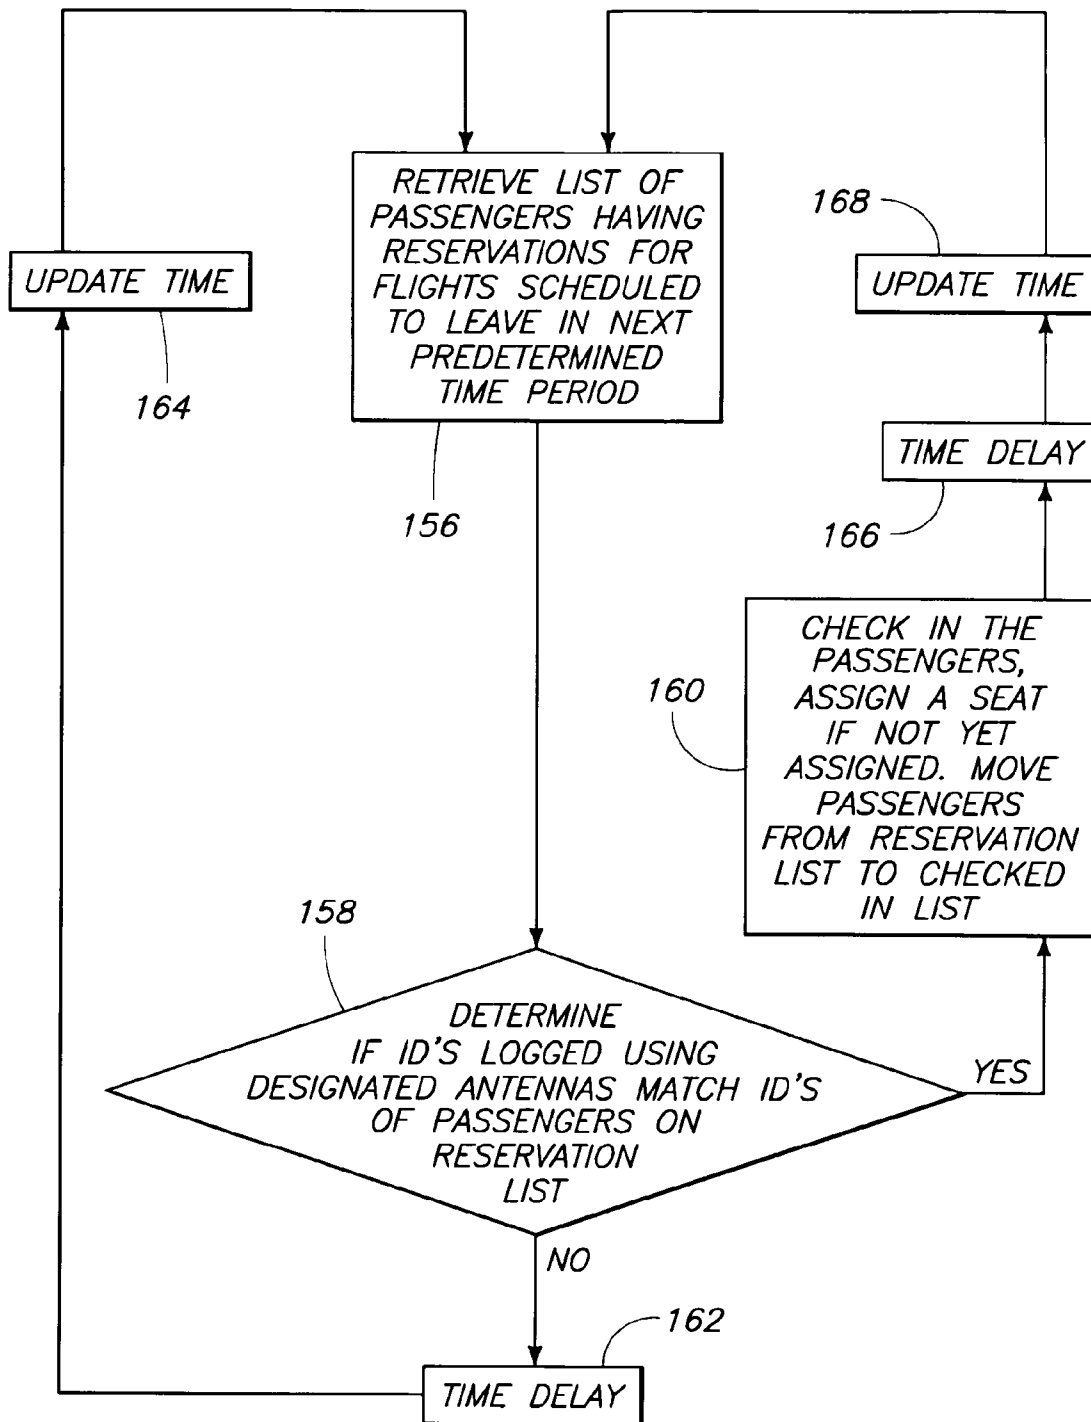 RETRIEVE LIST OF
PASSENGERS HAVING
RESERVATIONS FOR
FLIGHTS SCHEDULED
TO LEAVE IN NEXT
PREDETERMINED
TIME PERIOD
156
UPDATE TIME
164
168
UPDATE TIME
TIME DELAY
166
160
CHECK IN THE
PASSENGERS,
ASSIGN A SEAT
IF NOT YET
ASSIGNED. MOVE
PASSENGERS
FROM RESERVATION
LIST TO CHECKED
IN LIST
158
DETERMINE
IF ID'S LOGGED USING
DESIGNATED ANTENNAS MATCH ID'S
OF PASSENGERS ON
RESERVATION
LIST
YES
NO
162
TIME DELAY